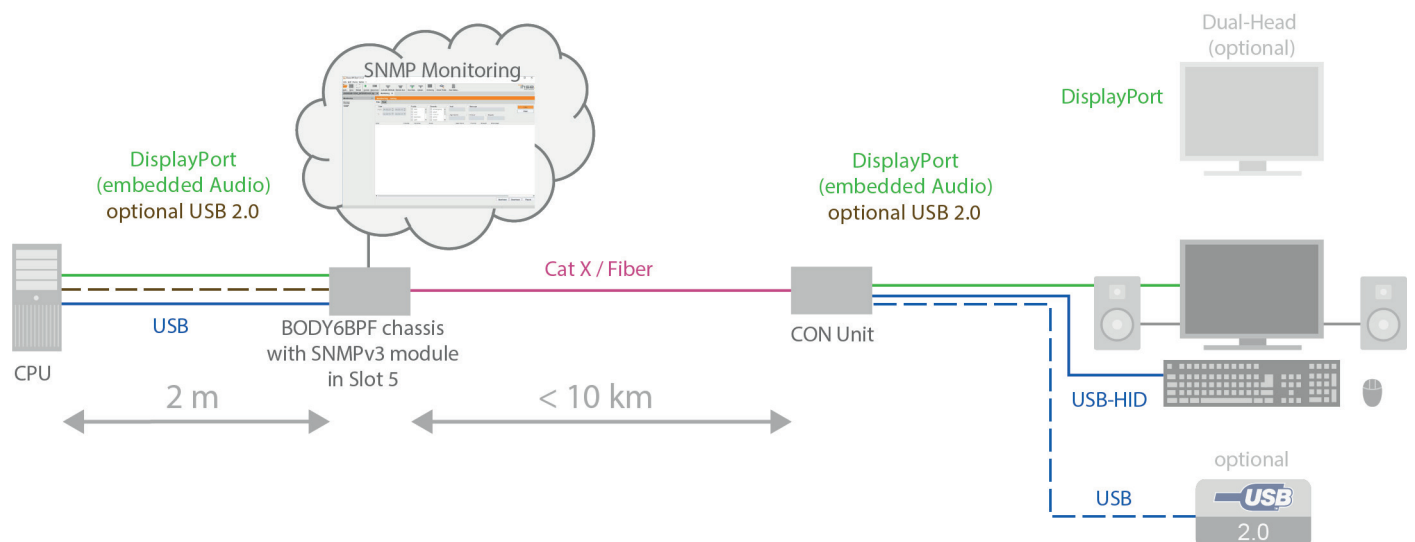 Dual-Head
(optional)
SNMP Monitoring
DisplayPort
DisplayPort
(embedded Audio)
optional USB 2.0
DisplayPort
(embedded Audio)
optional USB 2.0
Cat X / Fiber
USB
BODY6BPF chassis
with SNMPv3 module
in Slot 5
CON Unit
CPU
2 m
< 10 km
USB-HID
optional
USB
USB
2.0